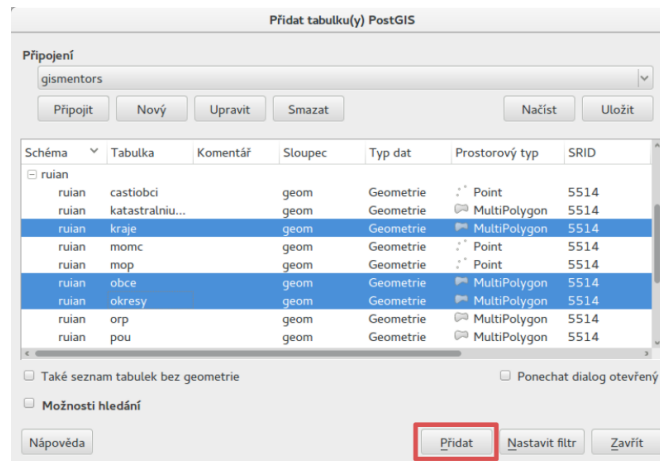 Přidat tabulku(y) PostGIS
Připojení
gismentors
Připojit Nový Upravit Smazat Načíst Uložit
Schéma Tabulka Komentář Sloupec Typ dat Prostorový typ SRID
ruian
ruian castiobci geom Geometrie Point 5514
ruian katastralniu... geom Geometrie MultiPolygon 5514
ruian kraje geom Geometrie MultiPolygon 5514
ruian momc geom Geometrie Point 5514
ruian mop geom Geometrie Point 5514
ruian obce geom Geometrie MultiPolygon 5514
ruian okresy geom Geometrie MultiPolygon 5514
ruian orp geom Geometrie MultiPolygon 5514
ruian pou geom Geometrie MultiPolygon 5514
Také seznam tabulek bez geometrie Ponechat dialog otevřený
Možnosti hledání
Nápověda Přidat Nastavit filtr Zavřít